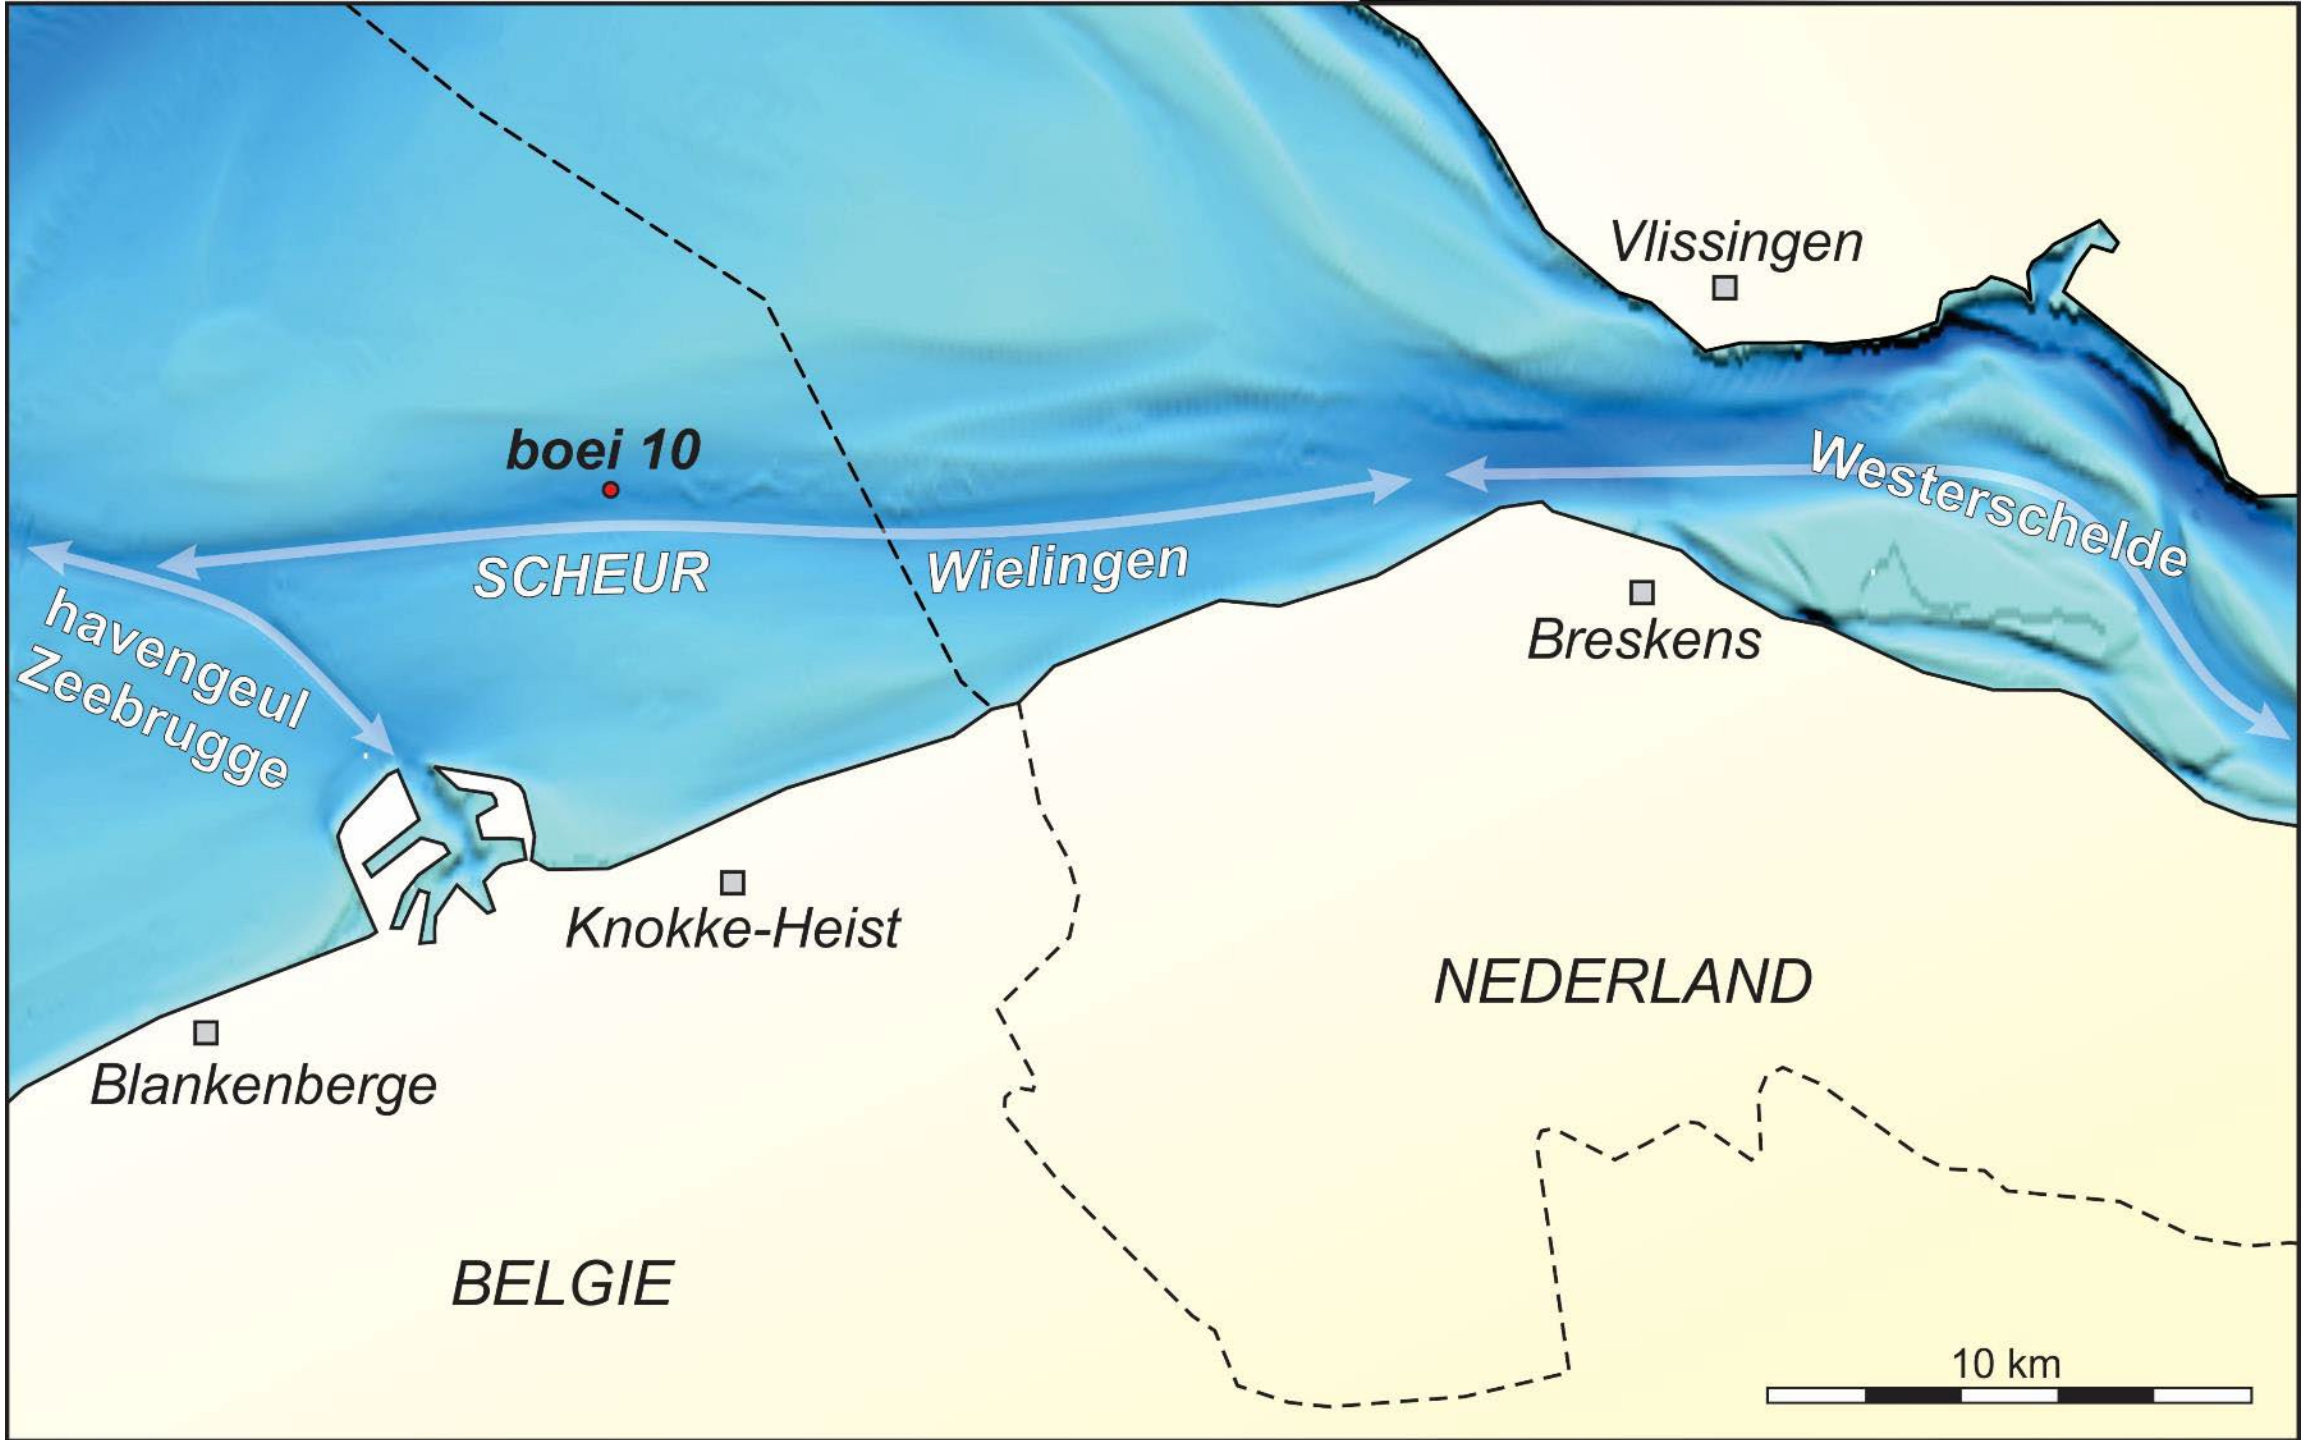 Vlissingen
boei 10
Westerschelde
SCHEUR
Wielingen
havengeul
Zeebrugge
Breskens
Knokke-Heist
NEDERLAND
Blankenberge
BELGIE
10 km